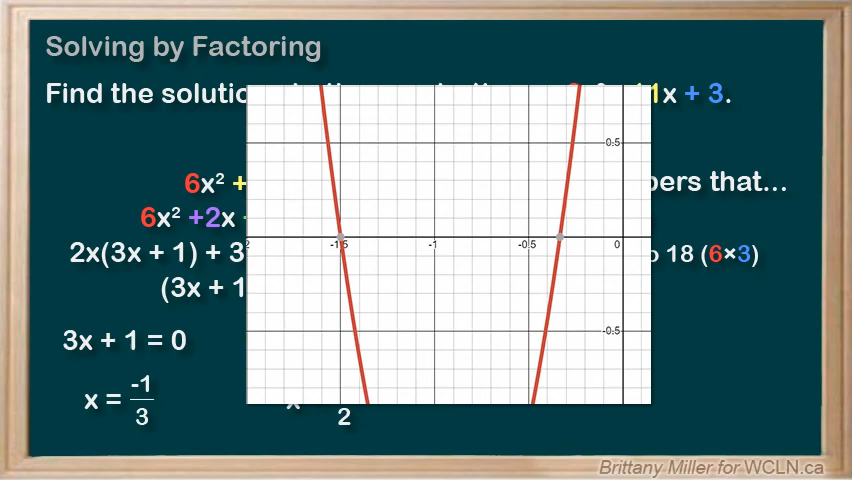 Solving by Factoring
Find the solutio 11x + 3.
6x² + bers that...
6x² +2x
2x(3x + 1) + 3 18 (6×3)
(3x + 1
3x + 1 = 0
x = -1/3
x 2
0.5
-1.5 -1 -0.5 0
-0.5
Brittany Miller for WCLN.ca